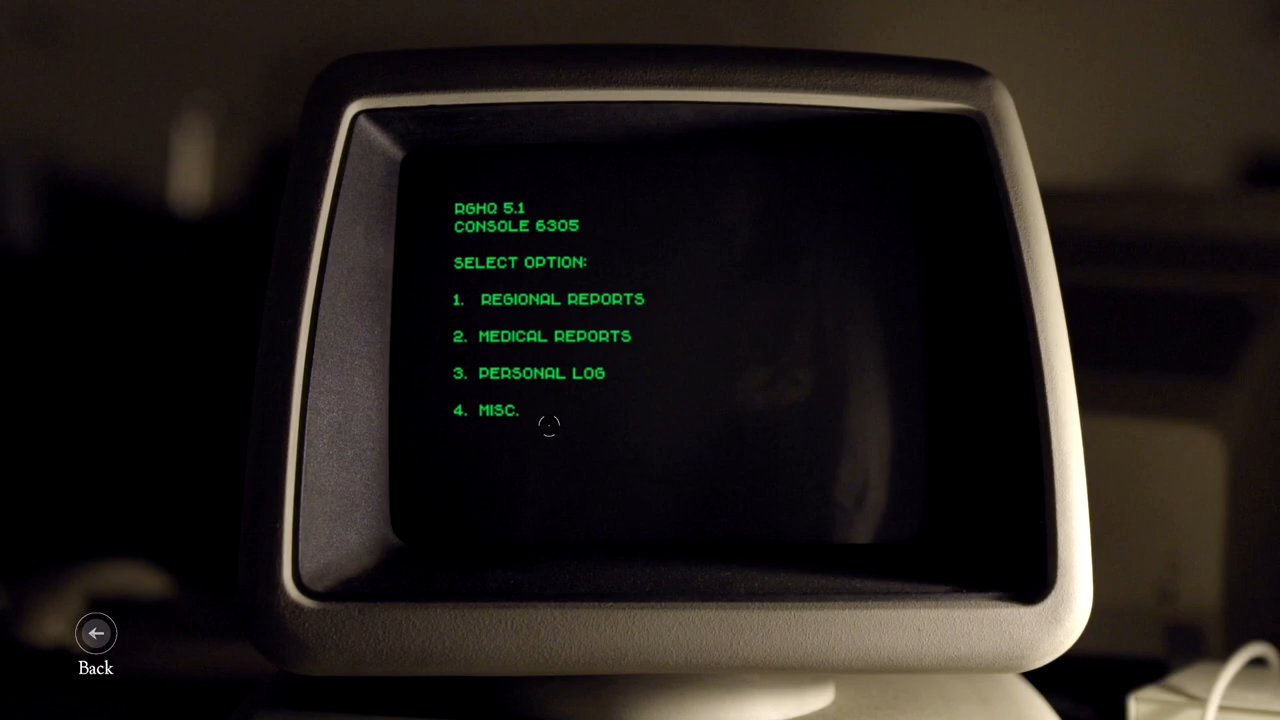 RGHQ 5.1
CONSOLE 6305
SELECT OPTION:
1. REGIONAL REPORTS
2. MEDICAL REPORTS
3. PERSONAL LOG
4. MISC.
Back